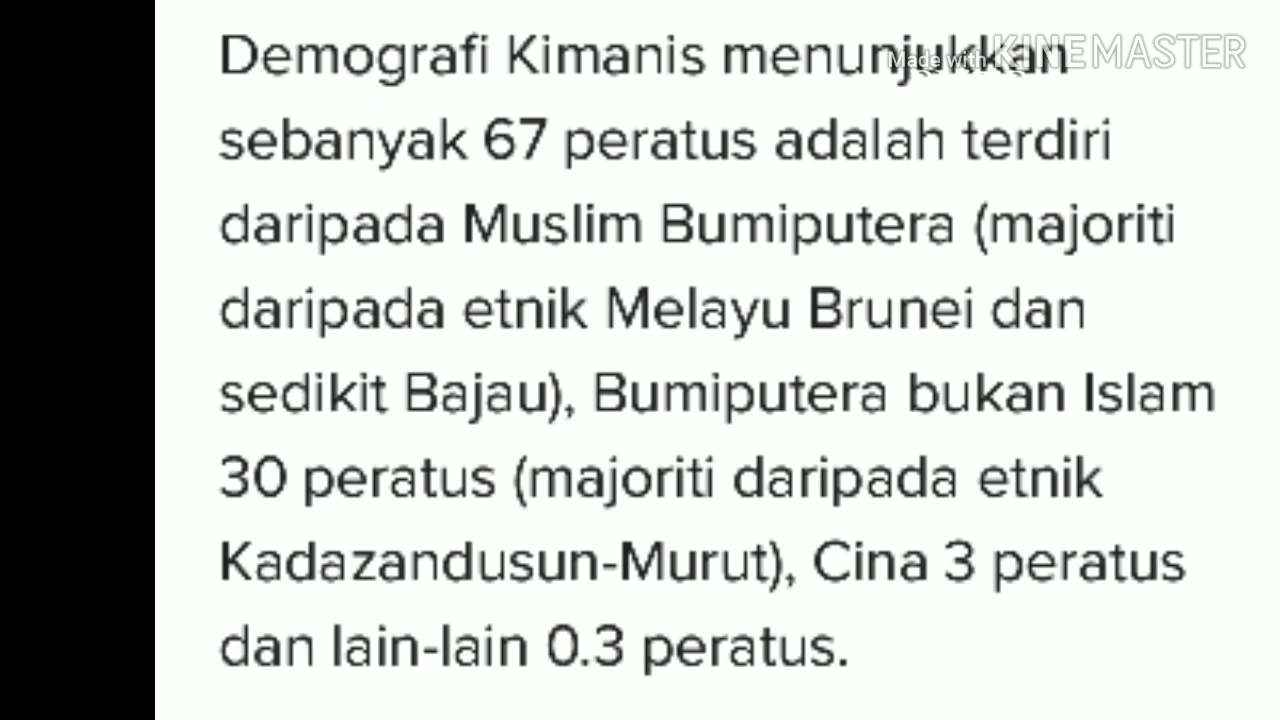 Demografi Kimanis menunjukkan
Made with KINEMASTER
sebanyak 67 peratus adalah terdiri
daripada Muslim Bumiputera (majoriti
daripada etnik Melayu Brunei dan
sedikit Bajau), Bumiputera bukan Islam
30 peratus (majoriti daripada etnik
Kadazandusun-Murut), Cina 3 peratus
dan lain-lain 0.3 peratus.